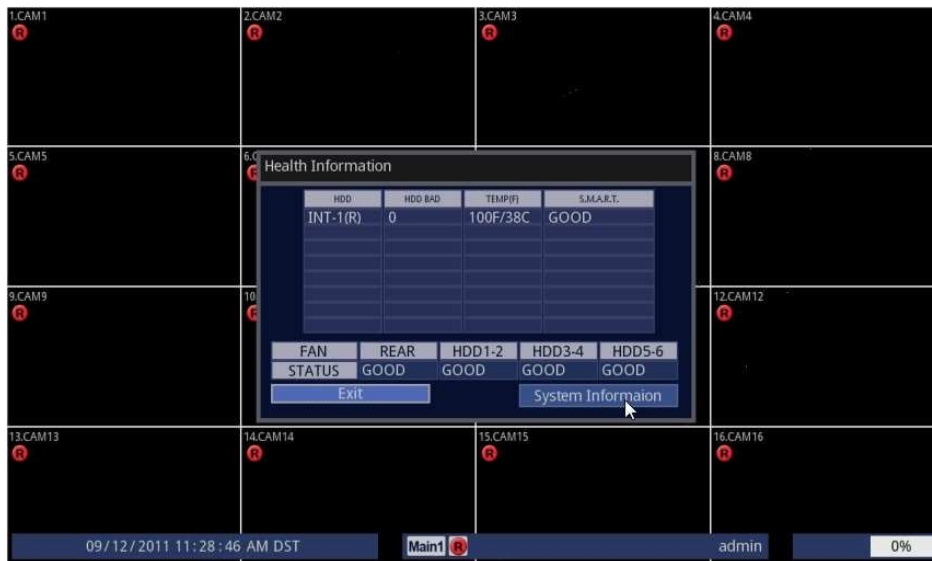 1.CAM1
2.CAM2
3.CAM3
4.CAM4
R
R
R
R
5.CAM5
6.C
8.CAM8
R
R
R
Health Information
HDD HDD BAD TEMP(F) S.M.A.R.T.
INT-1(R) 0 100F/38C GOOD
9.CAM9
10
12.CAM12
R
R
R
FAN REAR HDD1-2 HDD3-4 HDD5-6
STATUS GOOD GOOD GOOD GOOD
Exit
System Informaion
13.CAM13
14.CAM14
15.CAM15
16.CAM16
R
R
R
R
09/12/2011 11:28:46 AM DST
Main1 R
admin
0%